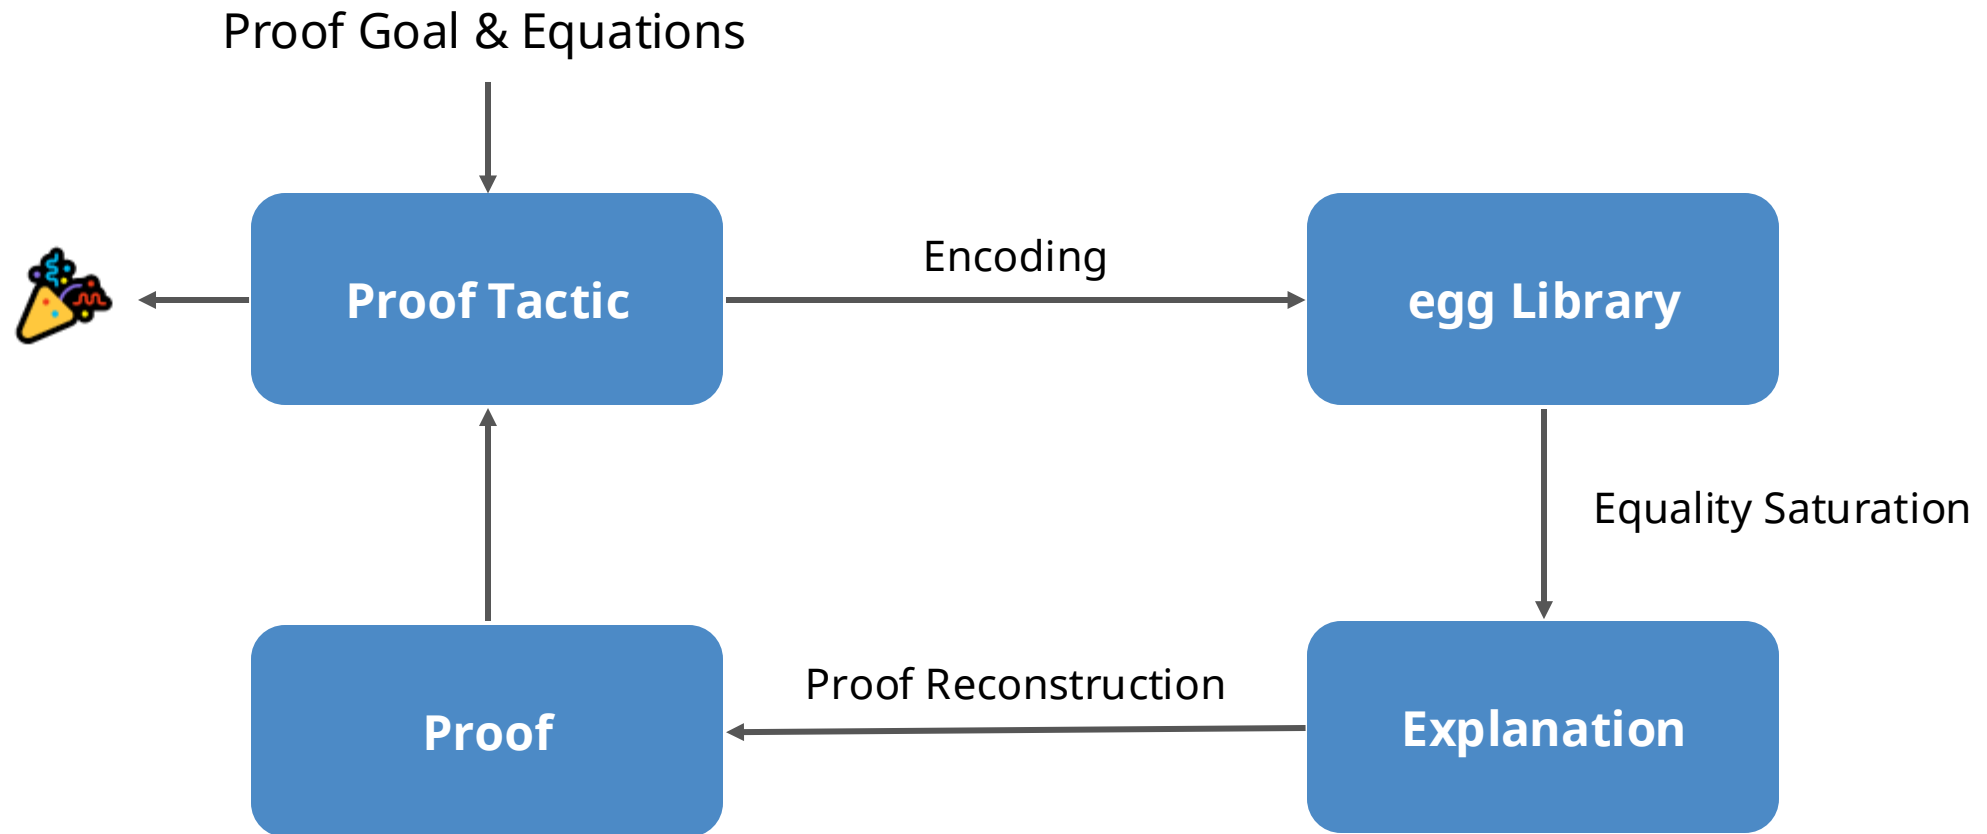 Proof Goal & Equations
Proof Tactic
Encoding
egg Library
Equality Saturation
Proof
Proof Reconstruction
Explanation